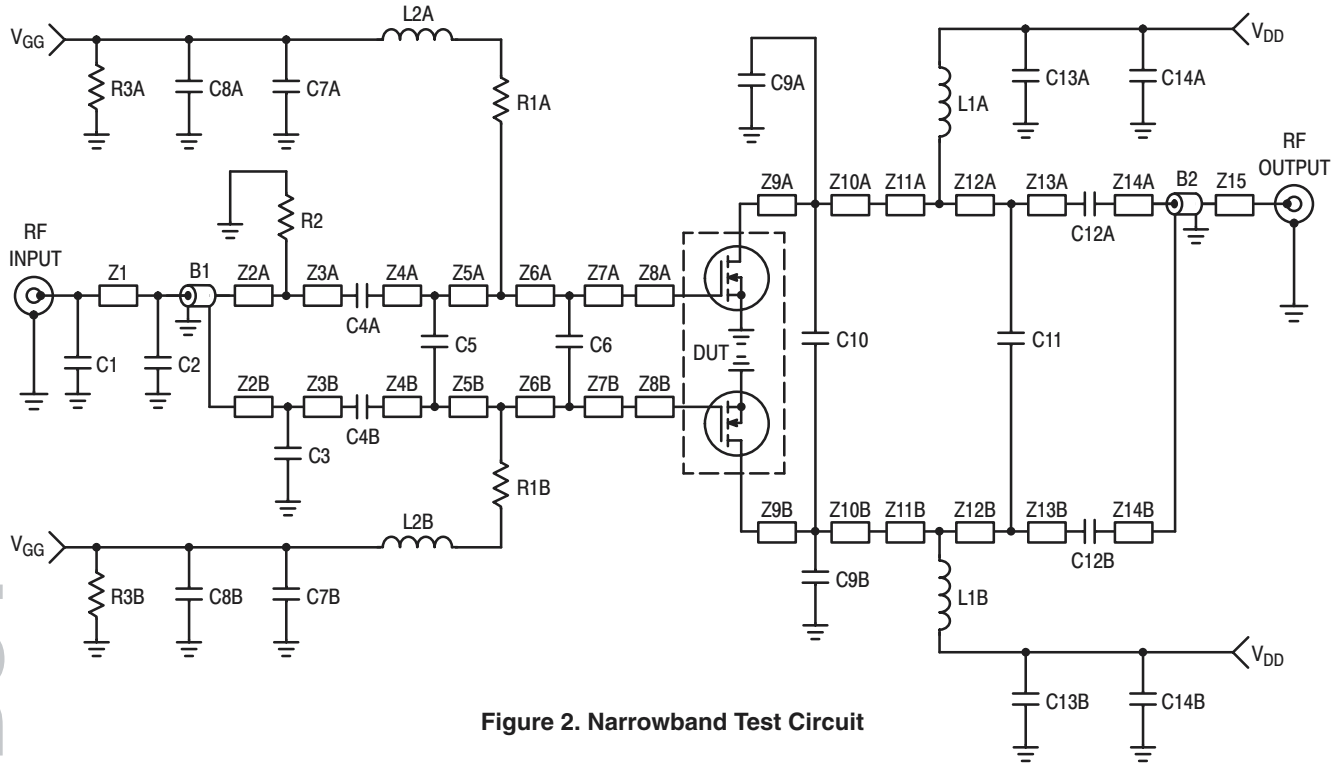 L2A
VGG
VDD
R3A
C8A
C7A
R1A
C9A
L1A
C13A
C14A
RF
OUTPUT
R2
Z9A
Z10A
Z11A
Z12A
Z13A
Z14A
B2
Z15
C12A
RF
INPUT
Z1
B1
Z2A
Z3A
Z4A
Z5A
Z6A
Z7A
Z8A
C4A
C1
C2
C5
C6
DUT
C10
C11
Z2B
Z3B
Z4B
Z5B
Z6B
Z7B
Z8B
C4B
C3
R1B
Z9B
Z10B
Z11B
Z12B
Z13B
Z14B
C12B
L2B
VGG
R3B
C8B
C7B
C9B
L1B
VDD
C13B
C14B
Figure 2. Narrowband Test Circuit